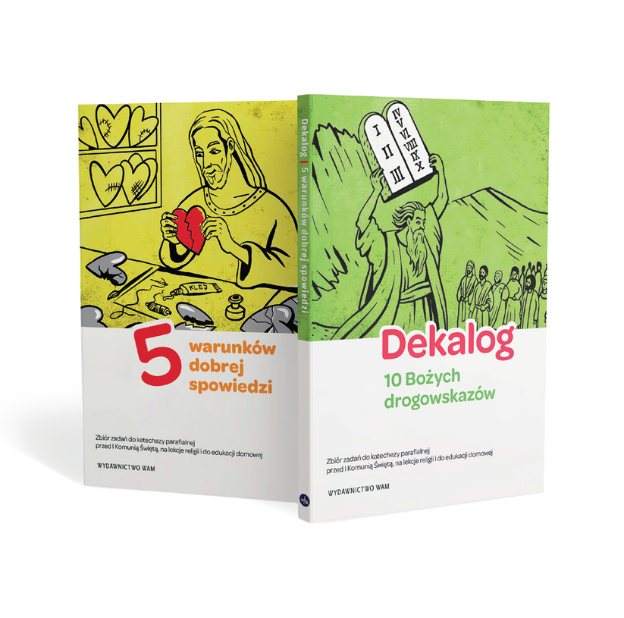 KLEJ
5
warunków
dobrej
spowiedzi
Zbiór zadań do katechezy parafialnej
przed I Komunią Świętą, na lekcje religii i do edukacji domowej
WYDAWNICTWO WAM
Dekalog | 5 warunków dobrej spowiedzi
I
II
III
IV
V
VI
VII
VIII
IX
X
Dekalog
10 Bożych
drogowskazów
Zbiór zadań do katechezy parafialnej
przed I Komunią Świętą, na lekcje religii i do edukacji domowej
WYDAWNICTWO WAM